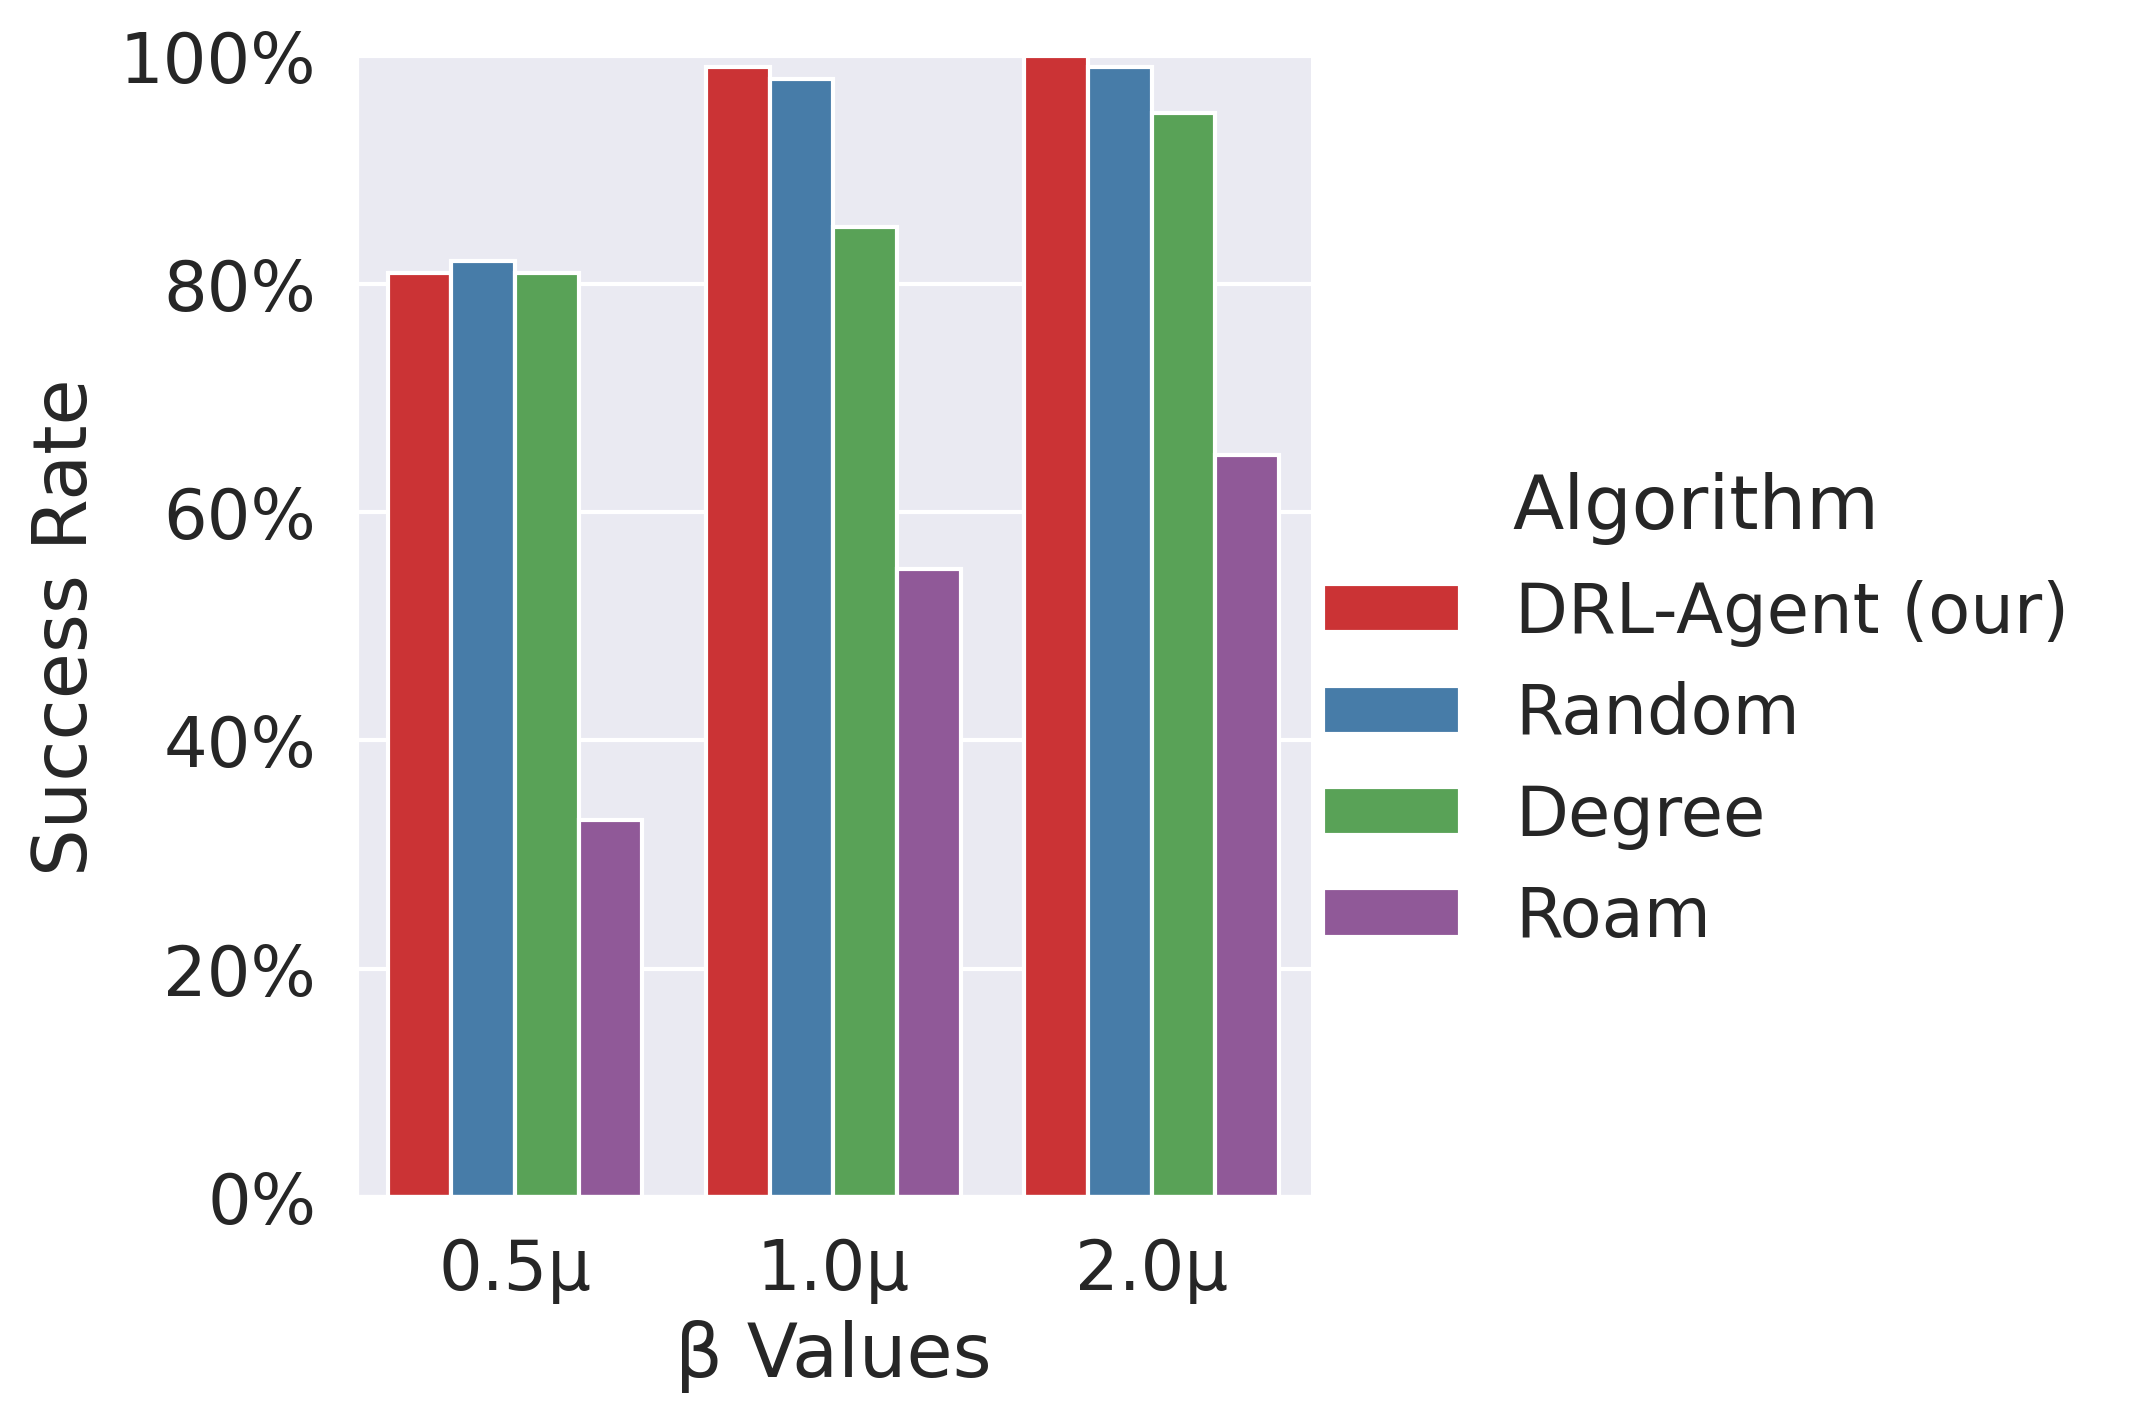 100%
80%
60%
40%
20%
0%
Success Rate
0.5μ
1.0μ
2.0μ
β Values
Algorithm
DRL-Agent (our)
Random
Degree
Roam